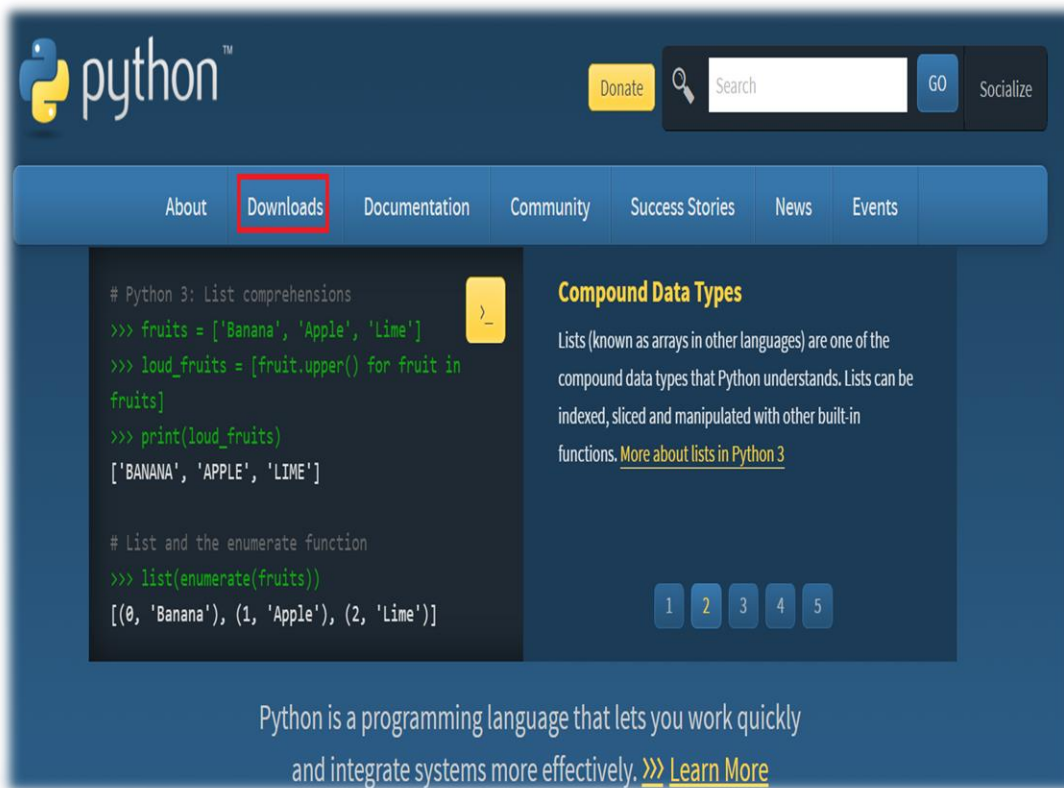 python™
Donate
Search
GO
Socialize
About
Downloads
Documentation
Community
Success Stories
News
Events
# Python 3: List comprehensions
>>> fruits = ['Banana', 'Apple', 'Lime']
>>> loud_fruits = [fruit.upper() for fruit in
fruits]
>>> print(loud_fruits)
['BANANA', 'APPLE', 'LIME']
# List and the enumerate function
>>> list(enumerate(fruits))
[(0, 'Banana'), (1, 'Apple'), (2, 'Lime')]
>_
Compound Data Types
Lists (known as arrays in other languages) are one of the
compound data types that Python understands. Lists can be
indexed, sliced and manipulated with other built-in
functions. More about lists in Python 3
1
2
3
4
5
Python is a programming language that lets you work quickly
and integrate systems more effectively. >>> Learn More